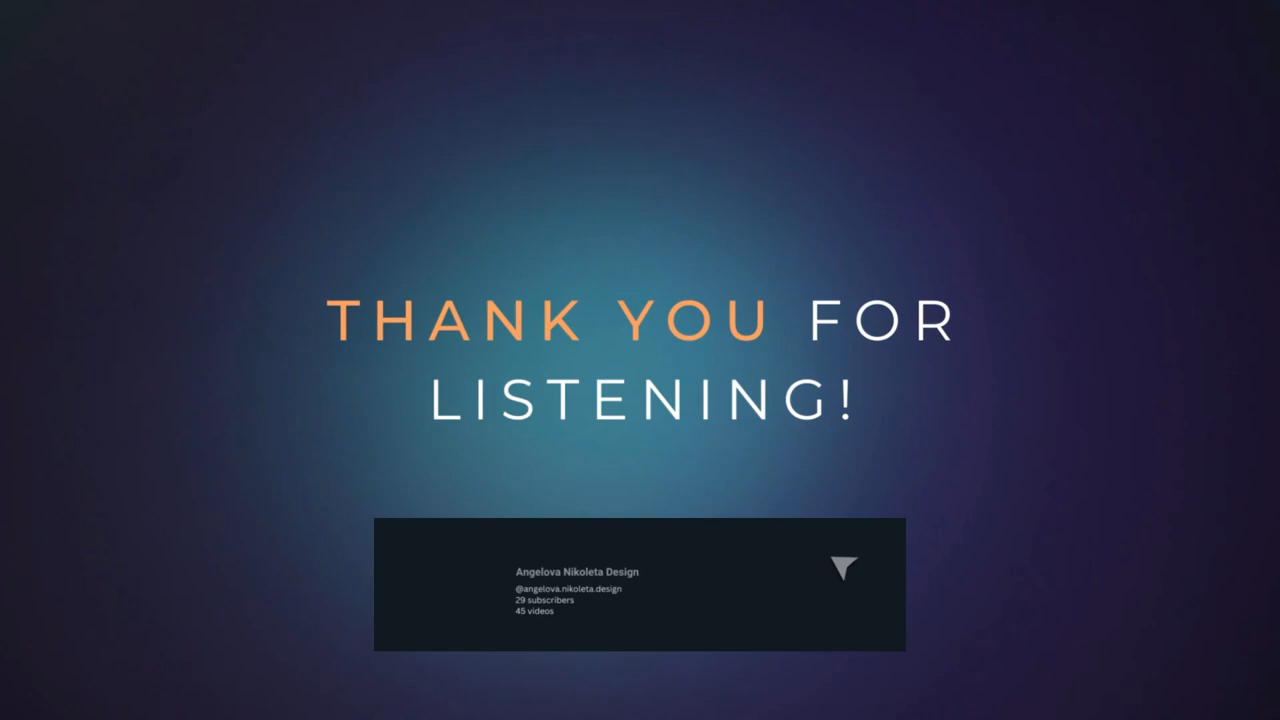 THANK YOU FOR
LISTENING!
Angelova Nikoleta Design
@angelova.nikoleta.design
29 subscribers
45 videos